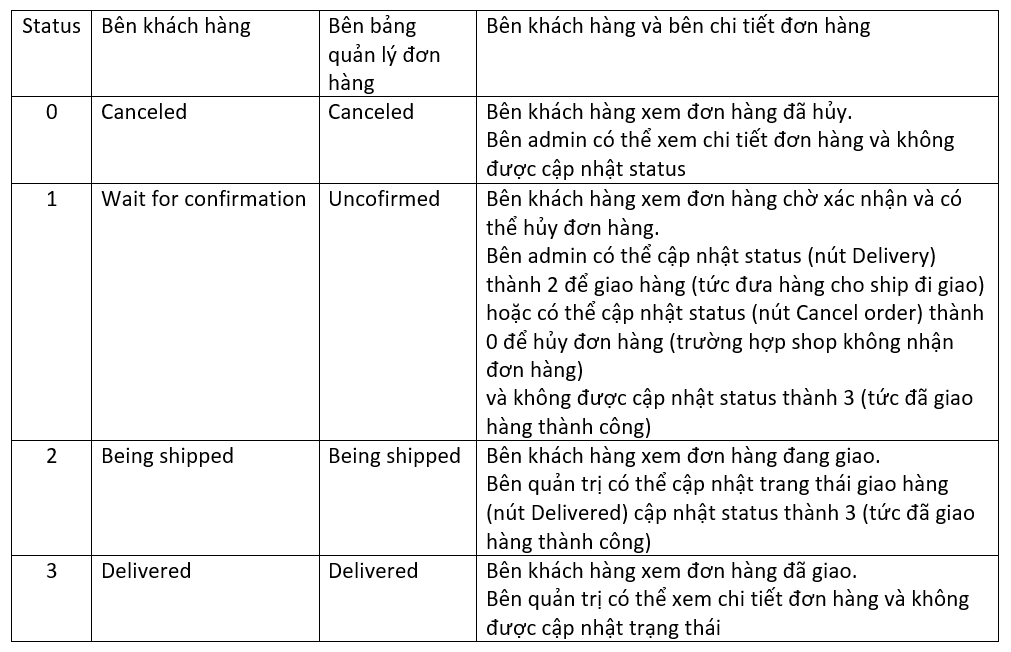 Status
Bên khách hàng
Bên bảng
quản lý đơn
hàng
Bên khách hàng và bên chi tiết đơn hàng
0
Canceled
Canceled
Bên khách hàng xem đơn hàng đã hủy.
Bên admin có thể xem chi tiết đơn hàng và không
được cập nhật status
1
Wait for confirmation
Uncofirmed
Bên khách hàng xem đơn hàng chờ xác nhận và có
thể hủy đơn hàng.
Bên admin có thể cập nhật status (nút Delivery)
thành 2 để giao hàng (tức đưa hàng cho ship đi giao)
hoặc có thể cập nhật status (nút Cancel order) thành
0 để hủy đơn hàng (trường hợp shop không nhận
đơn hàng)
và không được cập nhật status thành 3 (tức đã giao
hàng thành công)
2
Being shipped
Being shipped
Bên khách hàng xem đơn hàng đang giao.
Bên quản trị có thể cập nhật trang thái giao hàng
(nút Delivered) cập nhật status thành 3 (tức đã giao
hàng thành công)
3
Delivered
Delivered
Bên khách hàng xem đơn hàng đã giao.
Bên quản trị có thể xem chi tiết đơn hàng và không
được cập nhật trạng thái